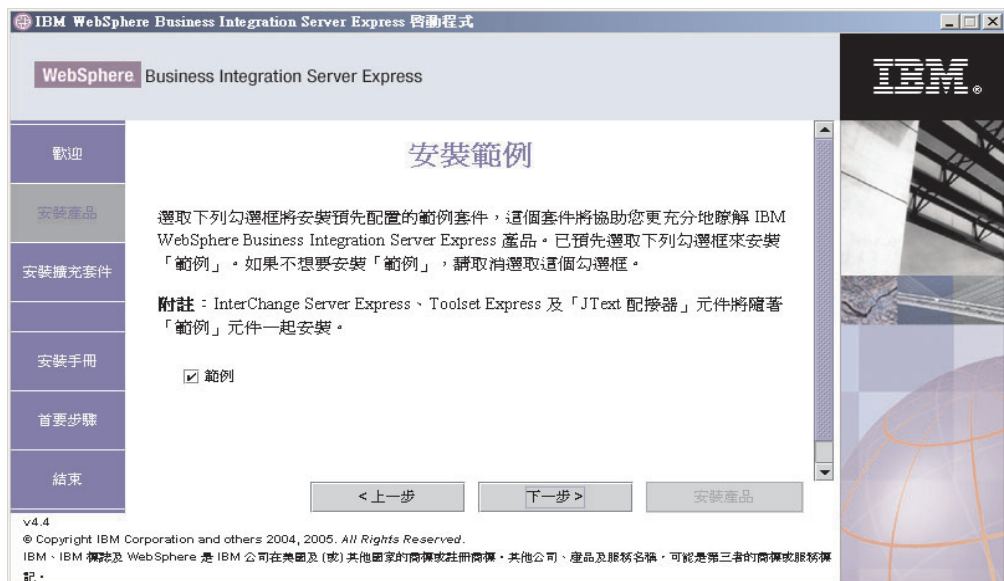 IBM WebSphere Business Integration Server Express 啓動程式
WebSphere Business Integration Server Express
IBM®
歡迎
安裝產品
安裝擴充套件
安裝手冊
首要步驟
結束
安裝範例
選取下列勾選框將安裝預先配置的範例套件，這個套件將協助您更充分地瞭解 IBM
WebSphere Business Integration Server Express 產品。已預先選取下列勾選框來安裝
「範例」。如果不想要安裝「範例」，請取消選取這個勾選框。
附註：InterChange Server Express、Toolset Express 及「JText 配接器」元件將隨著
「範例」元件一起安裝。
範例
<上一步
下一步>
安裝產品
v4.4
© Copyright IBM Corporation and others 2004, 2005. All Rights Reserved.
IBM、IBM 標誌及 WebSphere 是 IBM 公司在美國及 (或) 其他國家的商標或註冊商標。其他公司、產品及服務名稱，可能是第三者的商標或服務標
記。